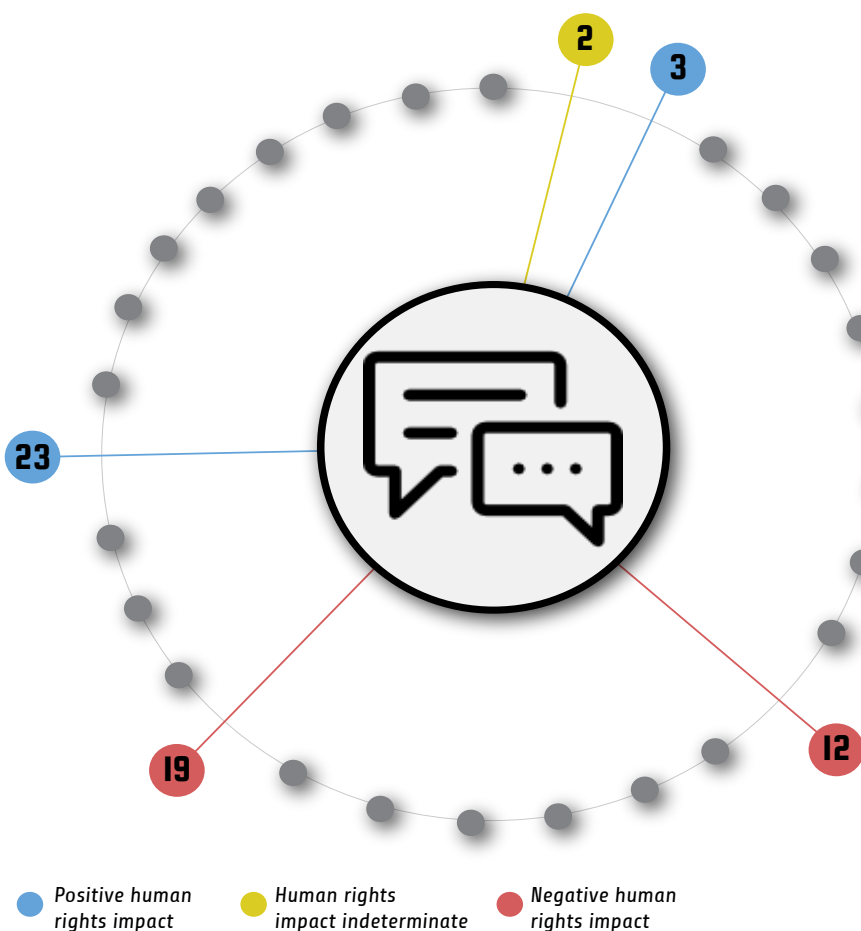 2
3
23
19
12
Positive human
rights impact
Human rights
impact indeterminate
Negative human
rights impact